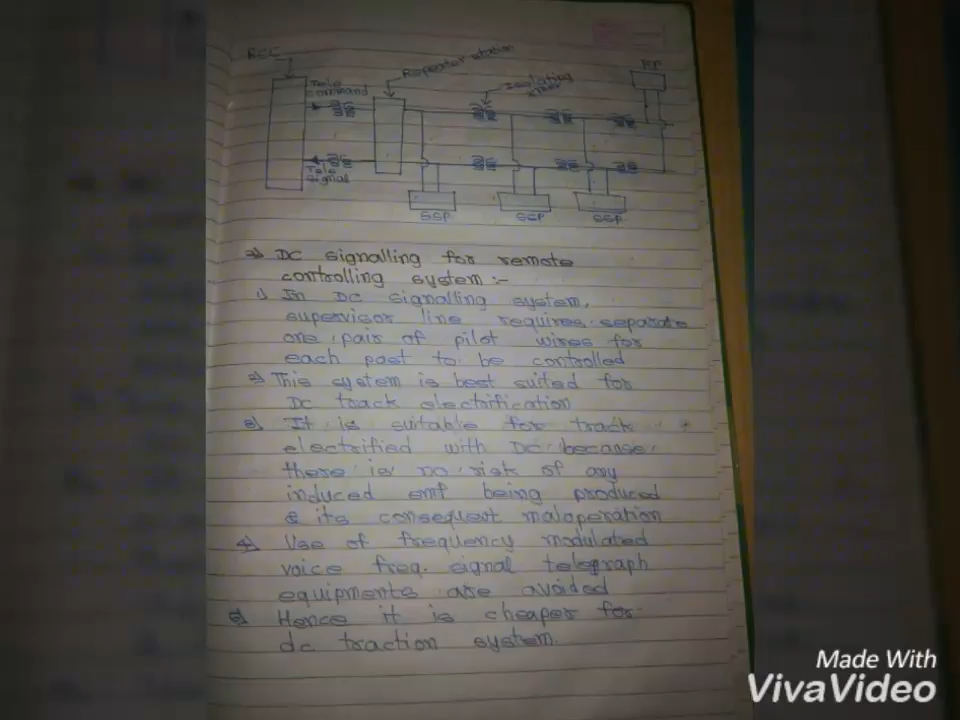 RCC
Repeater station
Isolating
Tele
command
Tele
signal
SSP
SSP
2) DC signalling for remote
controlling system :-
1) In DC signalling system,
supervisor line requires separate
one pair of pilot wires for
each post to be controlled
2) This system is best suited for
DC track electrification
3) It is suitable for track
electrified with DC because
there is no risk of any
induced emf being produced
& its consequent maloperation
4) Use of frequency modulated
voice freq. signal telegraph
equipments are avoided
5) Hence it is cheaper for
dc traction system.
Made With
VivaVideo